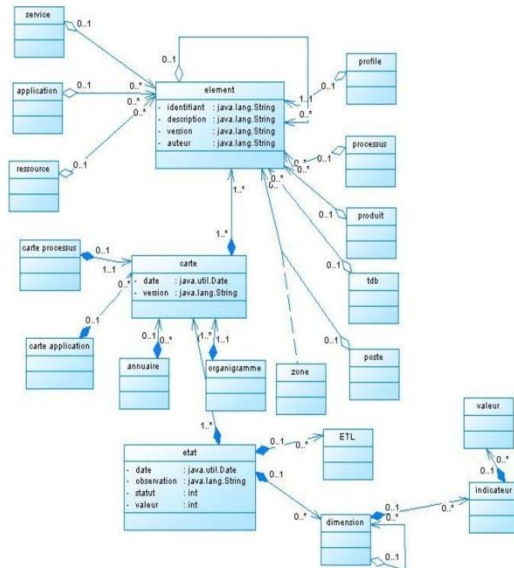 service
0..1
0..*
application
0..1
0..*
ressource
0..1
0..*
0..1
element
- identifiant : java.lang.String
- description : java.lang.String
- version : java.lang.String
- auteur : java.lang.String
profile
0..1
1..1
0..*
processus
0..1
0..*
produit
0..1
0..*
tdb
0..1
0..*
poste
0..1
zone
1..*
carte
- date : java.util.Date
- version : java.lang.String
carte processus
0..1
1..1
carte application
0..1
0..*
annuaire
0..1
0..*
organigramme
0..1
1..1
1..*
etat
- date : java.util.Date
- observation : java.lang.String
- statut : int
- valeur : int
0..1
0..*
ETL
0..1
0..*
dimension
0..1
0..*
0..1
0..*
indicateur
0..1
0..*
valeur